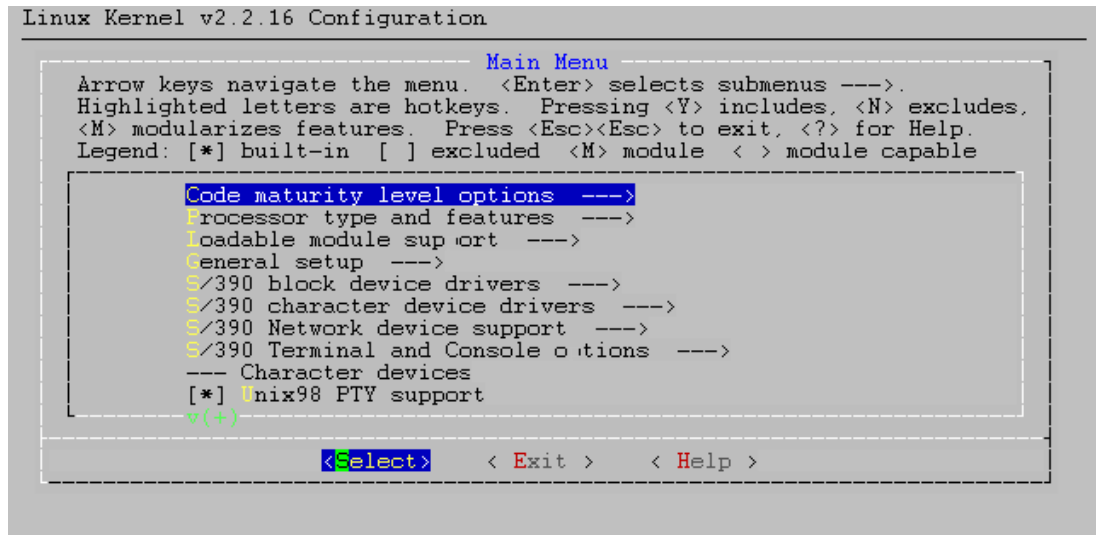 Linux Kernel v2.2.16 Configuration
Main Menu
Arrow keys navigate the menu.  <Enter> selects submenus --->.
Highlighted letters are hotkeys.  Pressing <Y> includes, <N> excludes,
<M> modularizes features.  Press <Esc><Esc> to exit, <?> for Help.
Legend: [*] built-in  [ ] excluded  <M> module  < > module capable
Code maturity level options  --->
Processor type and features  --->
Loadable module support  --->
General setup  --->
S/390 block device drivers  --->
S/390 character device drivers  --->
S/390 Network device support  --->
S/390 Terminal and Console options  --->
--- Character devices
[*] Unix98 PTY support
v(+)
<Select>    < Exit >    < Help >